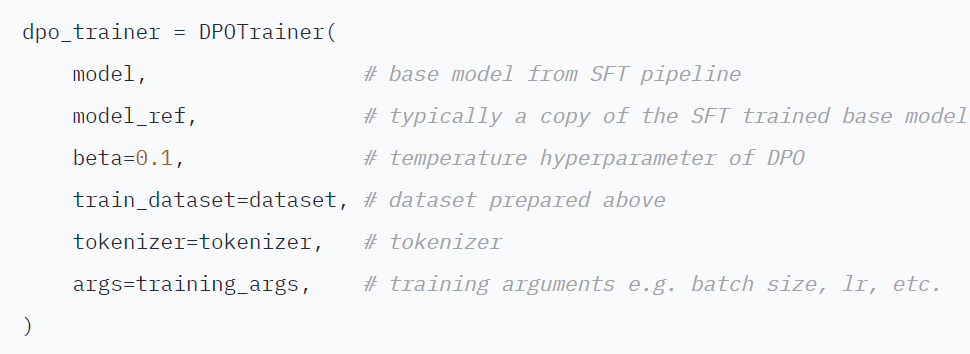 dpo_trainer = DPOTrainer(
    model,                 # base model from SFT pipeline
    model_ref,             # typically a copy of the SFT trained base model
    beta=0.1,              # temperature hyperparameter of DPO
    train_dataset=dataset, # dataset prepared above
    tokenizer=tokenizer,   # tokenizer
    args=training_args,    # training arguments e.g. batch size, lr, etc.
)